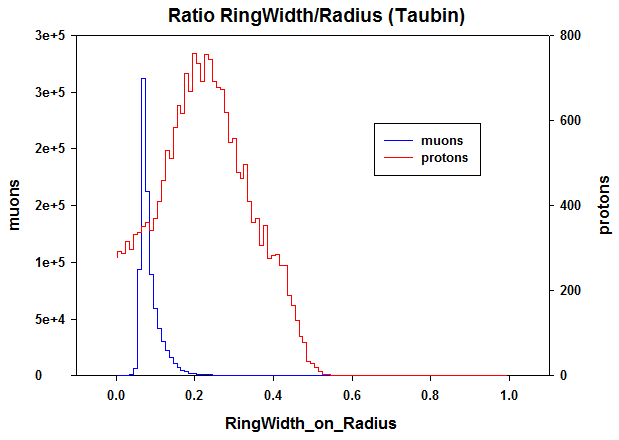 Ratio RingWidth/Radius (Taubin)
3e+5
3e+5
2e+5
2e+5
1e+5
5e+4
0
muons
800
600
400
200
0
protons
muons
protons
0.0 0.2 0.4 0.6 0.8 1.0
RingWidth_on_Radius